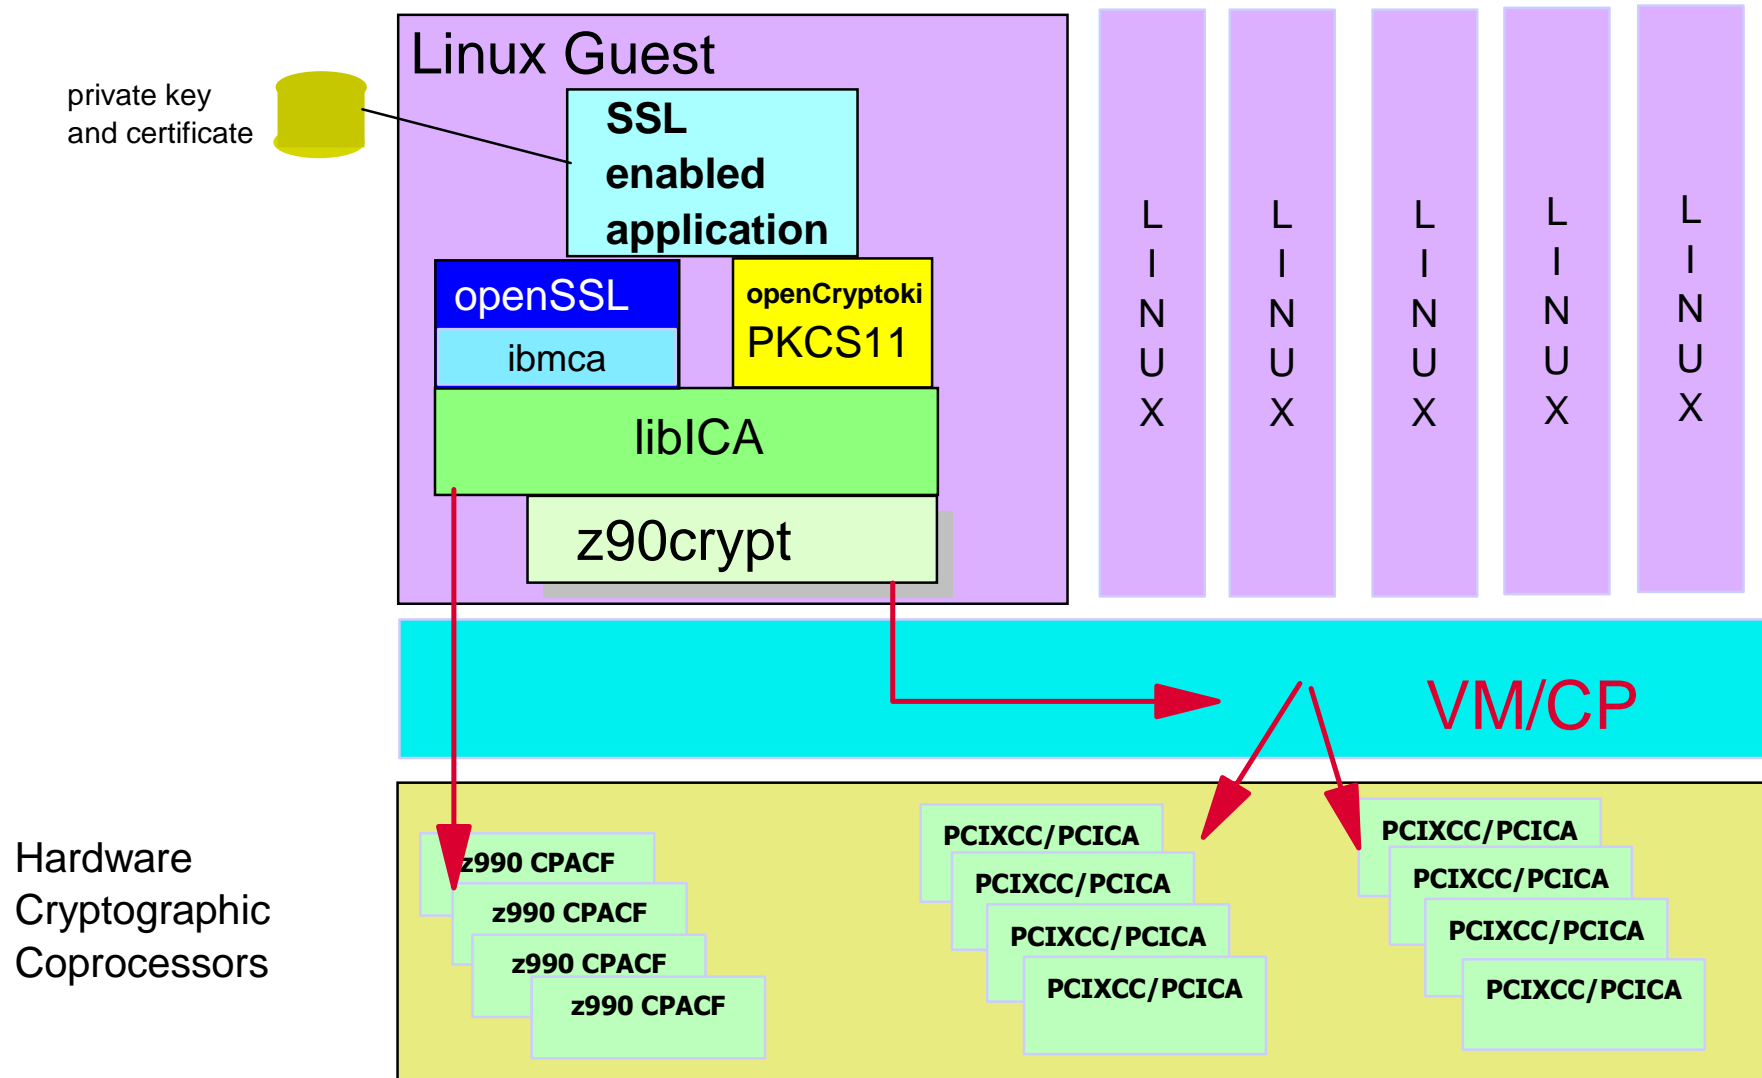 Linux Guest
private key
and certificate
SSL
enabled
application
openSSL
ibmca
openCryptoki
PKCS11
libICA
z90crypt
L
I
N
U
X
L
I
N
U
X
L
I
N
U
X
L
I
N
U
X
L
I
N
U
X
VM/CP
Hardware
Cryptographic
Coprocessors
z990 CPACF
z990 CPACF
z990 CPACF
z990 CPACF
PCIXCC/PCICA
PCIXCC/PCICA
PCIXCC/PCICA
PCIXCC/PCICA
PCIXCC/PCICA
PCIXCC/PCICA
PCIXCC/PCICA
PCIXCC/PCICA